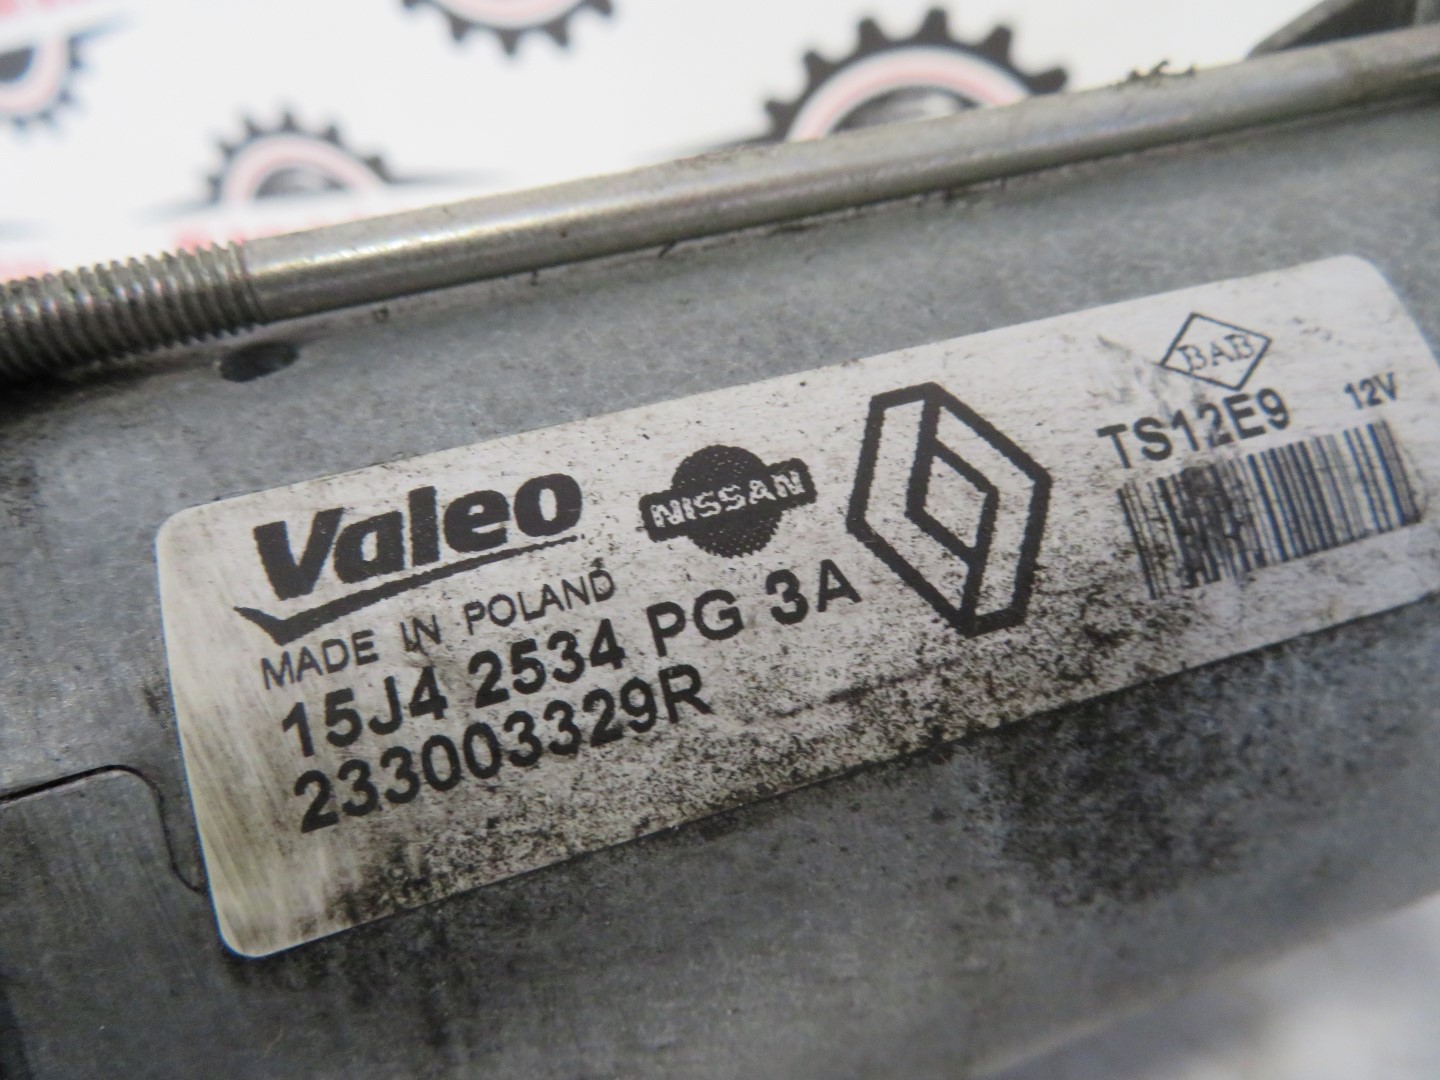 Valeo
NISSAN
MADE IN POLAND
15J4 2534 PG 3A
233003329R
BAB
TS12E9 12V